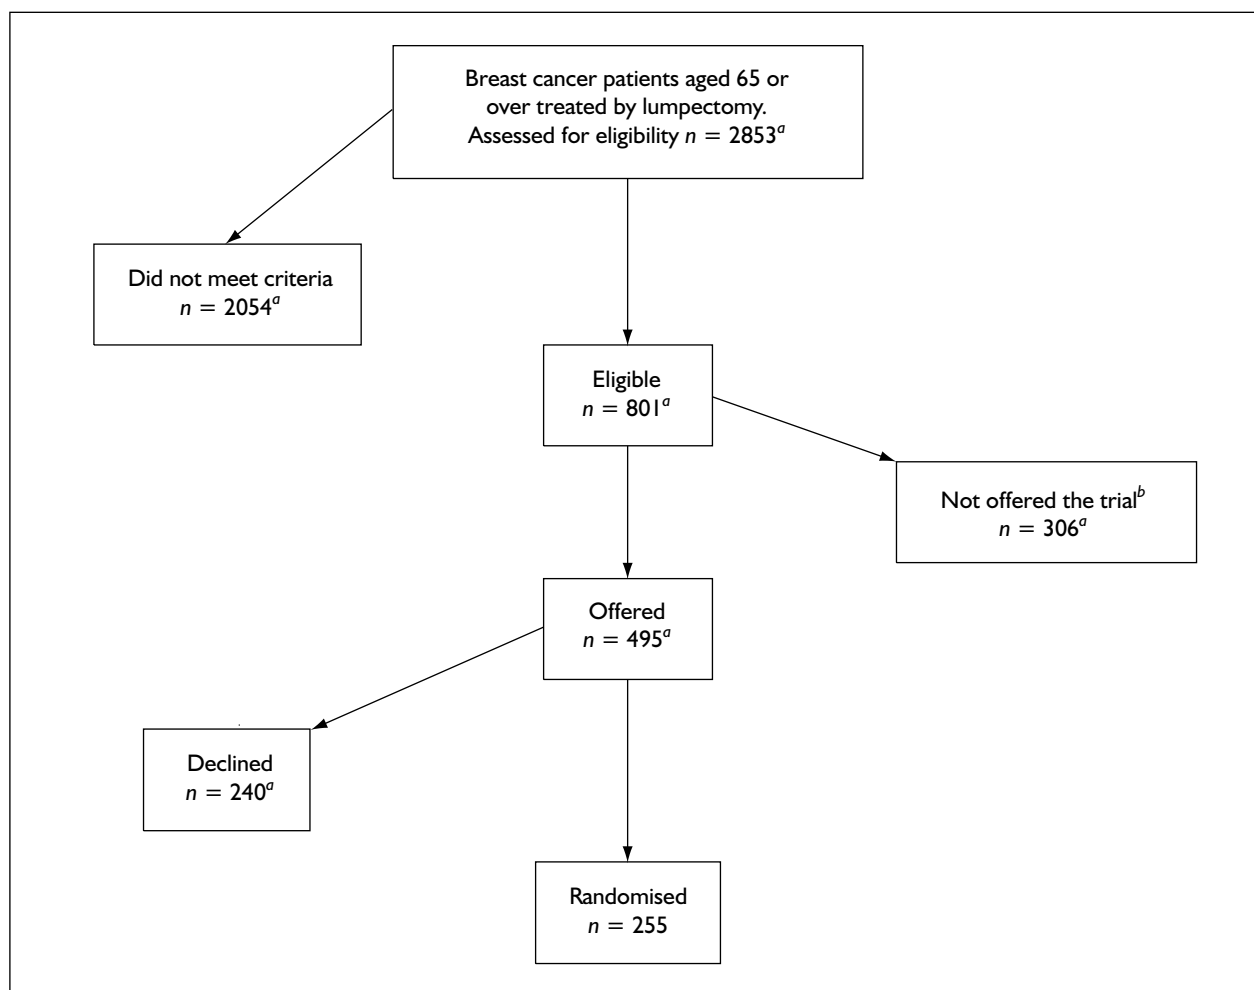 Breast cancer patients aged 65 or
over treated by lumpectomy.
Assessed for eligibility n = 2853ᵃ
Did not meet criteria
n = 2054ᵃ
Eligible
n = 801ᵃ
Not offered the trialᵇ
n = 306ᵃ
Offered
n = 495ᵃ
Declined
n = 240ᵃ
Randomised
n = 255